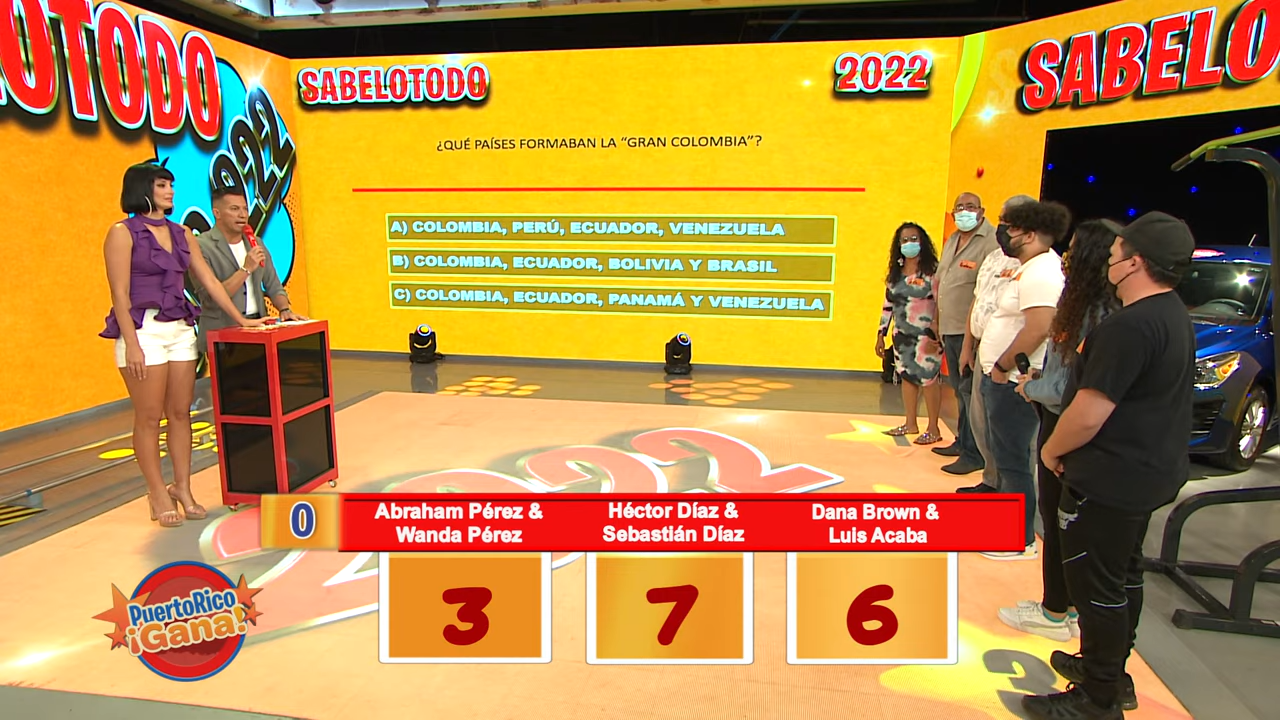 OTODO
2022
SABELOTODO
2022
SABELO
¿QUÉ PAÍSES FORMABAN LA “GRAN COLOMBIA”?
A) COLOMBIA, PERÚ, ECUADOR, VENEZUELA
B) COLOMBIA, ECUADOR, BOLIVIA Y BRASIL
C) COLOMBIA, ECUADOR, PANAMÁ Y VENEZUELA
2022
0
Abraham Pérez &
Wanda Pérez
Héctor Díaz &
Sebastián Díaz
Dana Brown &
Luis Acaba
3
7
6
PuertoRico
¡Gana!